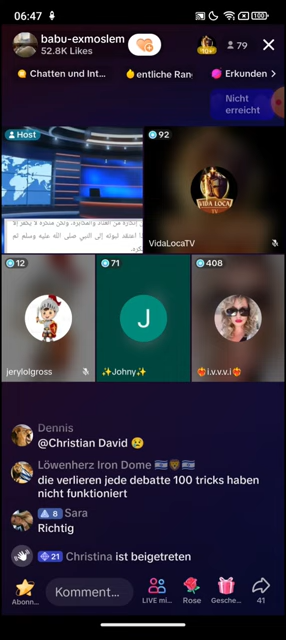 06:47
100
babu-exmoslem
52.8K Likes
79
Chatten und Int...
entliche Ran
Erkunden
Nicht
erreicht
Host
92
VIDA LOCA
VidaLocaTV
12
71
408
J
jerylolgross
✨Johny✨
❤️‍🔥i.v.v.v.i❤️‍🔥
Dennis
@Christian David 😢
Löwenherz Iron Dome 🇮🇱🦁🇮🇱
die verlieren jede debatte 100 tricks haben
nicht funktioniert
8 Sara
Richtig
21 Christina ist beigetreten
Komment...
Abonn...
LIVE mi...
Rose
Gesche...
41